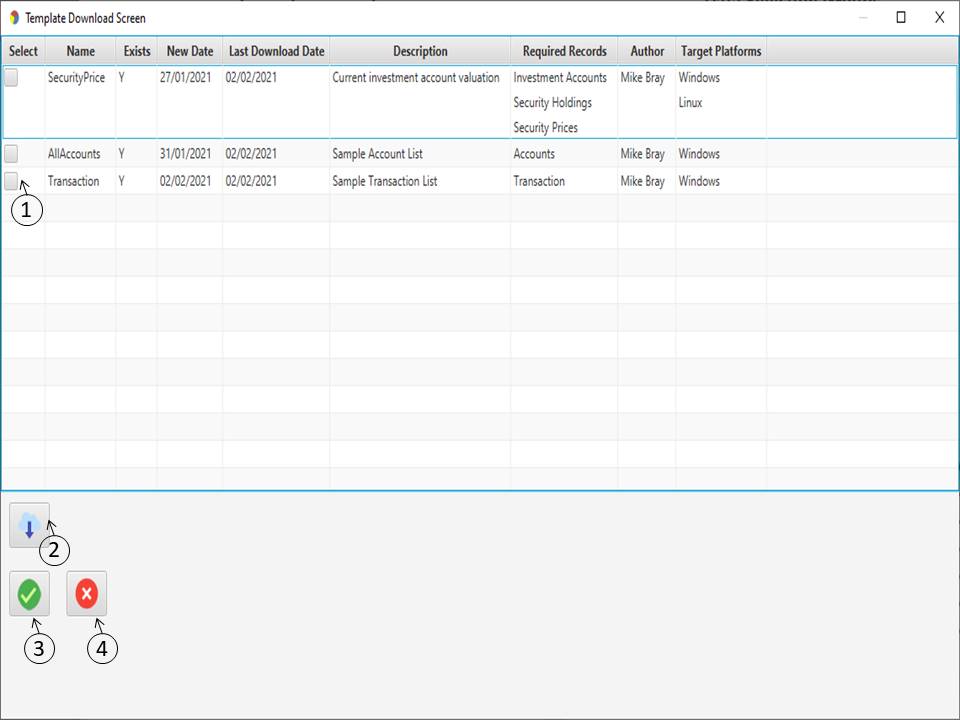 Template Download Screen
Select Name Exists New Date Last Download Date Description Required Records Author Target Platforms
SecurityPrice Y 27/01/2021 02/02/2021 Current investment account valuation Investment Accounts Mike Bray Windows
Security Holdings Linux
Security Prices
AllAccounts Y 31/01/2021 02/02/2021 Sample Account List Accounts Mike Bray Windows
Transaction Y 02/02/2021 02/02/2021 Sample Transaction List Transaction Mike Bray Windows
1
2
3 4